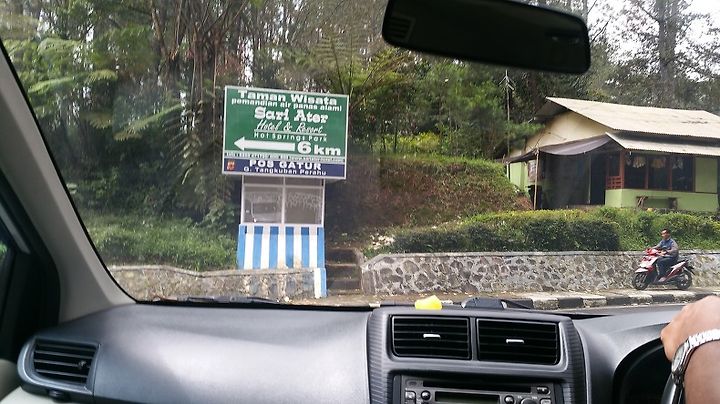 Taman Wisata
pemandian air panas alami
Sari Ater
Hotel & Resort
Hot Springs Park
6 km
POS GATUR
G. Tangkuban Perahu